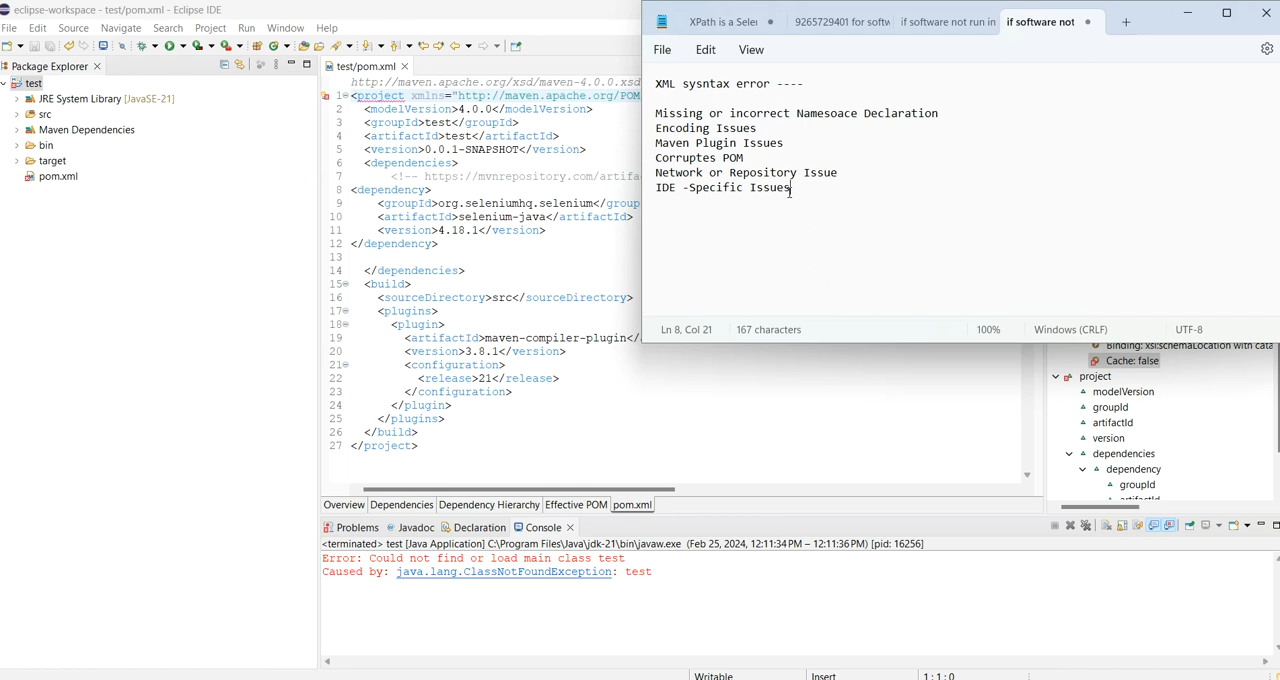 eclipse-workspace - test/pom.xml - Eclipse IDE
File Edit Source Navigate Search Project Run Window Help
Package Explorer
test
JRE System Library [JavaSE-21]
src
Maven Dependencies
bin
target
pom.xml
test/pom.xml
http://maven.apache.org/xsd/maven-4.0.0.xsd
1 <project xmlns="http://maven.apache.org/POM
2 <modelVersion>4.0.0</modelVersion>
3 <groupId>test</groupId>
4 <artifactId>test</artifactId>
5 <version>0.0.1-SNAPSHOT</version>
6 <dependencies>
7 <!-- https://mvnrepository.com/artifa
8 <dependency>
9 <groupId>org.seleniumhq.selenium</group
10 <artifactId>selenium-java</artifactId>
11 <version>4.18.1</version>
12 </dependency>
13
14 </dependencies>
15 <build>
16 <sourceDirectory>src</sourceDirectory>
17 <plugins>
18 <plugin>
19 <artifactId>maven-compiler-plugin</
20 <version>3.8.1</version>
21 <configuration>
22 <release>21</release>
23 </configuration>
24 </plugin>
25 </plugins>
26 </build>
27 </project>
Overview Dependencies Dependency Hierarchy Effective POM pom.xml
XPath is a Sele 9265729401 for softw if software not run in if software not
File Edit View
XML sysntax error ----
Missing or incorrect Namesoace Declaration
Encoding Issues
Maven Plugin Issues
Corruptes POM
Network or Repository Issue
IDE -Specific Issues
Ln 8, Col 21 167 characters 100% Windows (CRLF) UTF-8
Binding: xsi:schemaLocation with cata
Cache: false
project
modelVersion
groupId
artifactId
version
dependencies
dependency
groupId
artifactId
Problems Javadoc Declaration Console
<terminated> test [Java Application] C:\Program Files\Java\jdk-21\bin\javaw.exe (Feb 25, 2024, 12:11:34 PM – 12:11:36 PM) [pid: 16256]
Error: Could not find or load main class test
Caused by: java.lang.ClassNotFoundException: test
Writable Insert 1 : 1 : 0